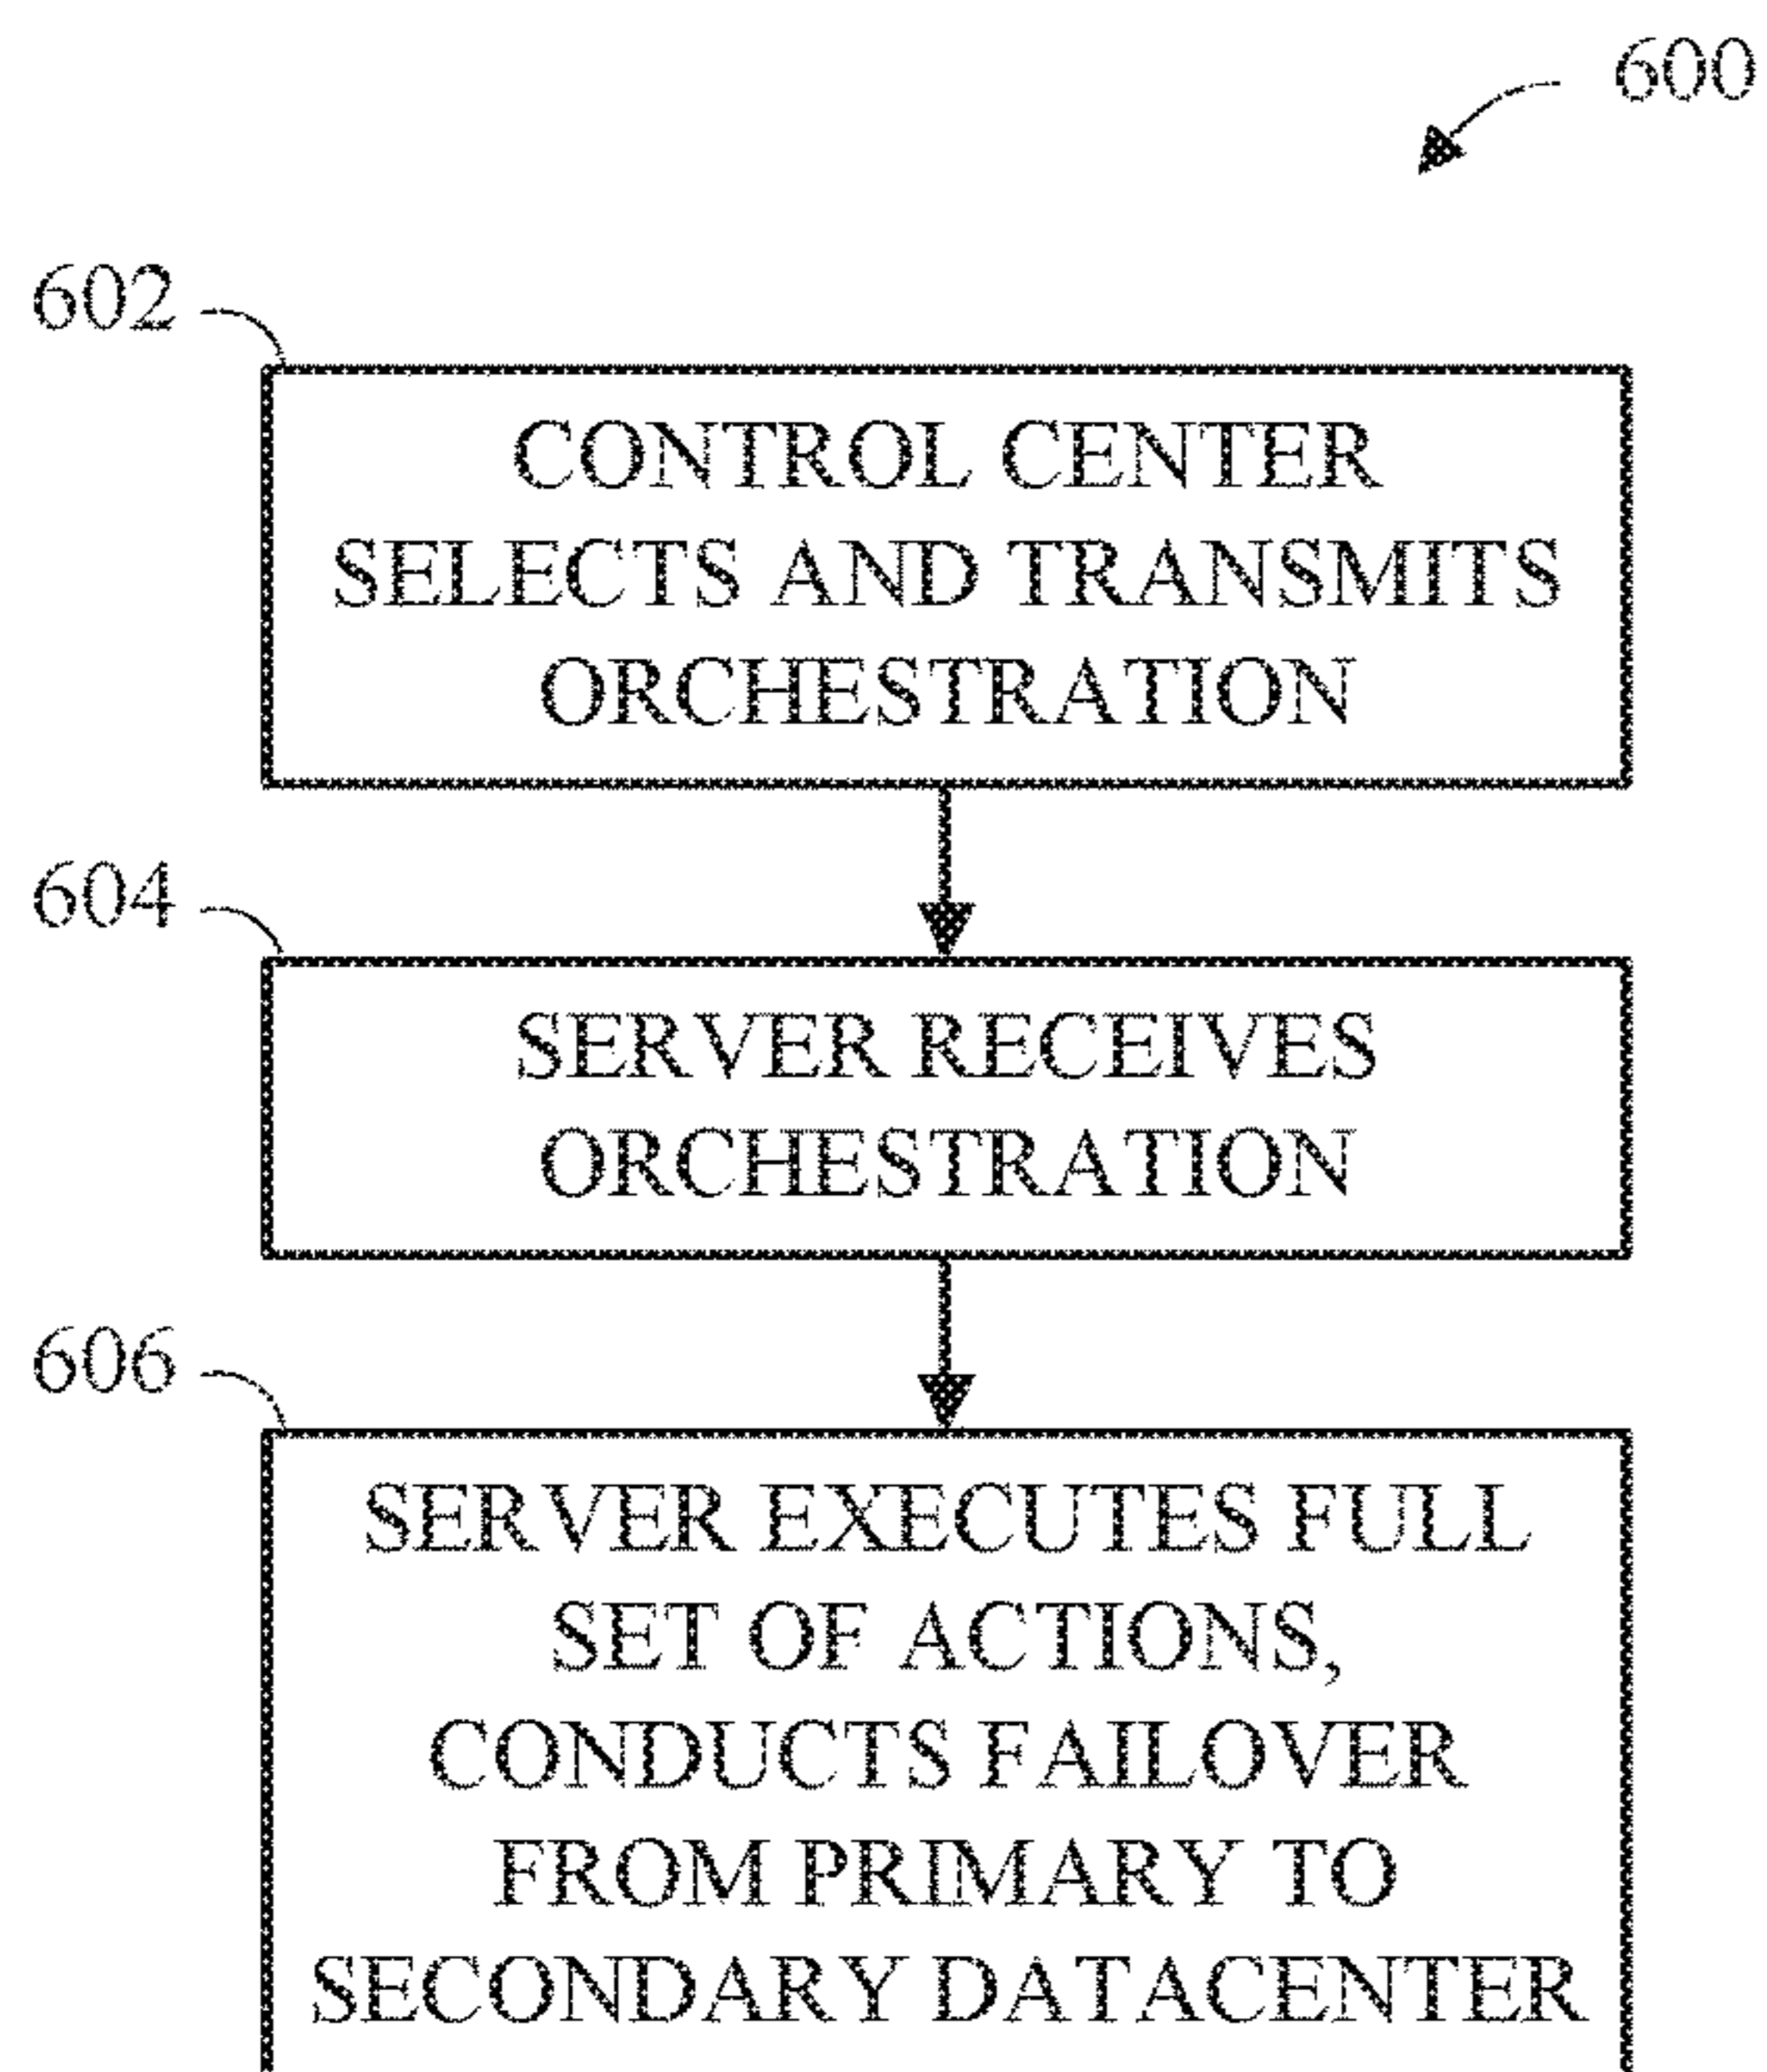 600
602
CONTROL CENTER
SELECTS AND TRANSMITS
ORCHESTRATION
604
SERVER RECEIVES
ORCHESTRATION
606
SERVER EXECUTES FULL
SET OF ACTIONS,
CONDUCTS FAILOVER
FROM PRIMARY TO
SECONDARY DATACENTER